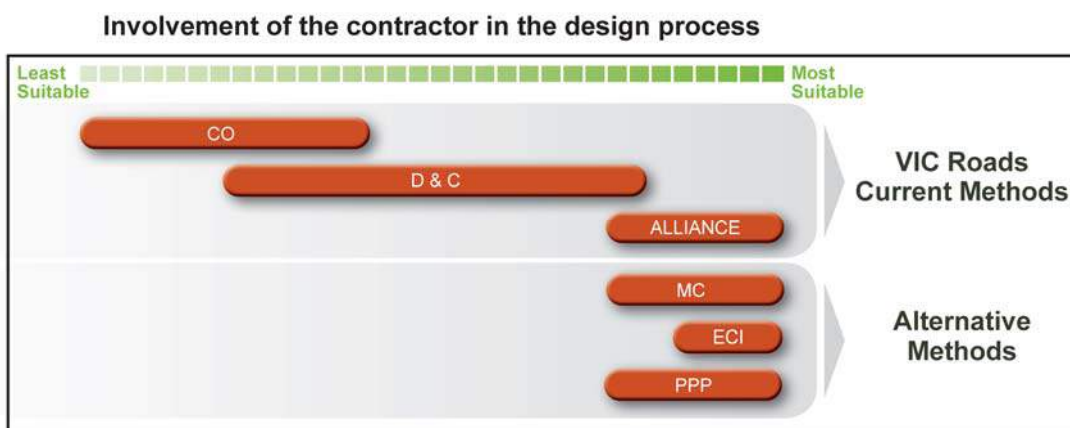 Involvement of the contractor in the design process
Least
Suitable
Most
Suitable
CO
D & C
ALLIANCE
VIC Roads
Current Methods
MC
ECI
PPP
Alternative
Methods